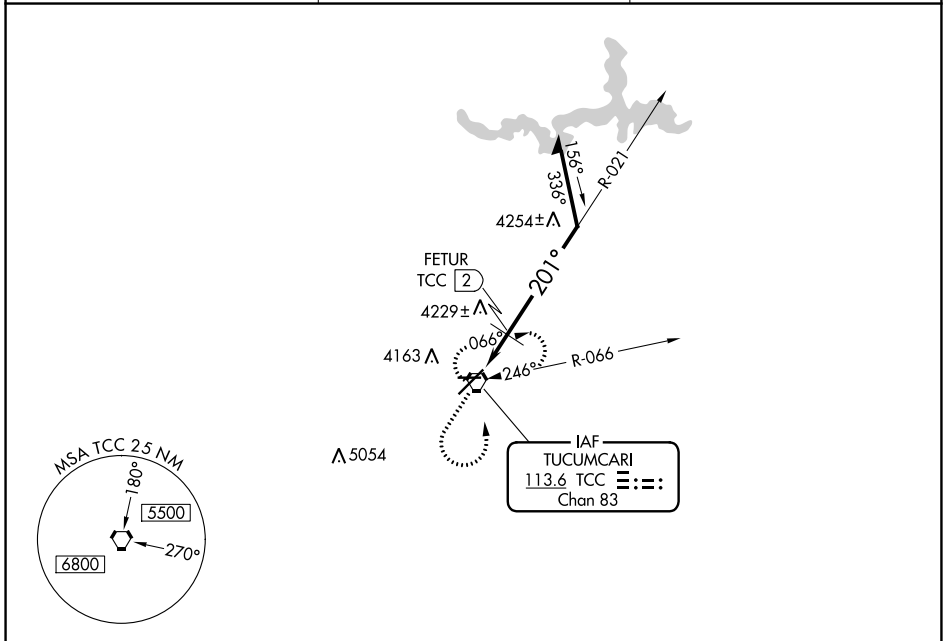 156°
336°
R-021
4254±
201°
FETUR
TCC 2
4229±
066°
4163
R-066
246°
5054
IAF
TUCUMCARI
113.6 TCC
Chan 83
MSA TCC 25 NM
180°
5500
270°
6800